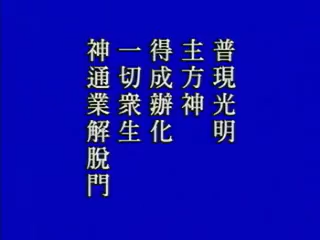 普現光明
主方神
得成辦化
一切衆生
神通業解脫門